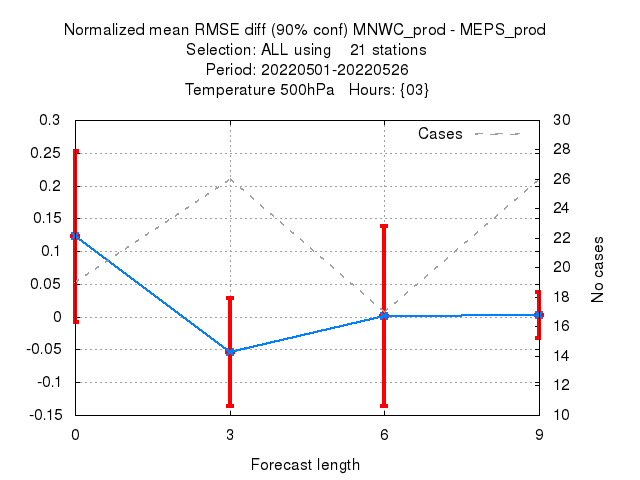 Normalized mean RMSE diff (90% conf) MNWC_prod - MEPS_prod
Selection: ALL using 21 stations
Period: 20220501-20220526
Temperature 500hPa Hours: {03}
Cases
0.3
0.25
0.2
0.15
0.1
0.05
0
-0.05
-0.1
-0.15
30
28
26
24
22
20
18
16
14
12
10
No cases
0 3 6 9
Forecast length